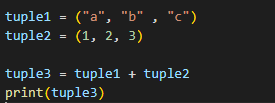 tuple1 = ("a", "b" , "c")
tuple2 = (1, 2, 3)
tuple3 = tuple1 + tuple2
print(tuple3)